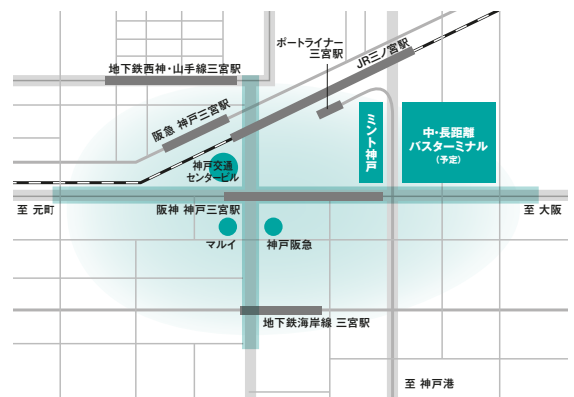 ポートライナー
三宮駅
JR三ノ宮駅
地下鉄西神・山手線三宮駅
阪急 神戸三宮駅
ミント神戸
中・長距離
バスターミナル
(予定)
神戸交通
センタービル
至 元町
阪神 神戸三宮駅
至 大阪
マルイ
神戸阪急
地下鉄海岸線 三宮駅
至 神戸港